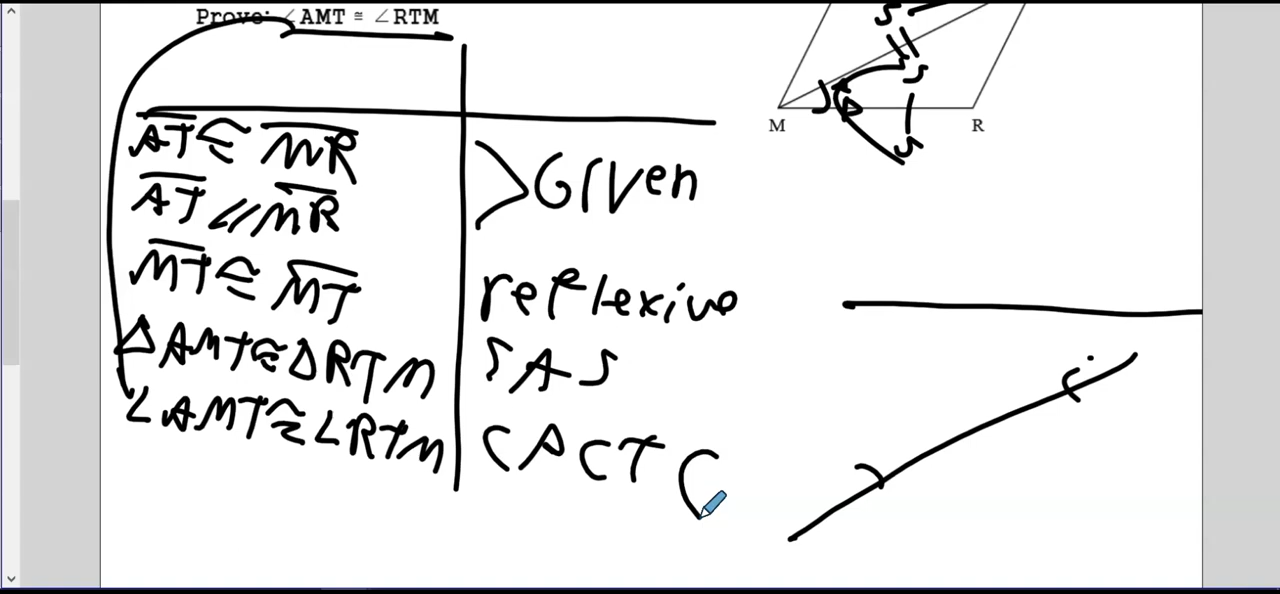 Prove: ∠AMT ≅ ∠RTM
AT ≅ MR
AT // MR
Given
MT ≅ MT
reflexive
△AMT ≅ △RTM
SAS
∠AMT ≅ ∠RTM
CPCTC
S
S
A
S
M
R